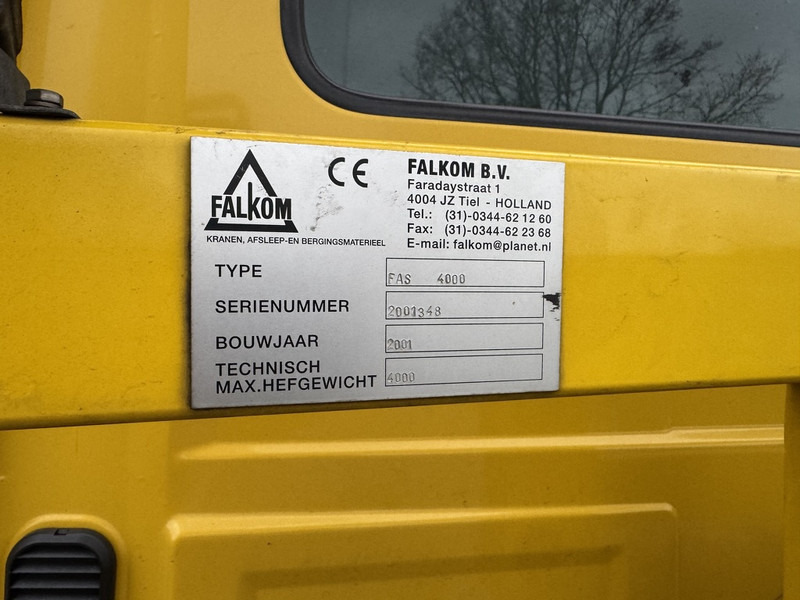 FALKOM
KRANEN, AFSLEEP-EN BERGINGSMATERIEEL
CE
FALKOM B.V.
Faradaystraat 1
4004 JZ Tiel - HOLLAND
Tel.: (31)-0344-62 12 60
Fax: (31)-0344-62 23 68
E-mail: falkom@planet.nl
TYPE FAS 4000
SERIENUMMER 2001348
BOUWJAAR 2001
TECHNISCH
MAX.HEFGEWICHT 4000